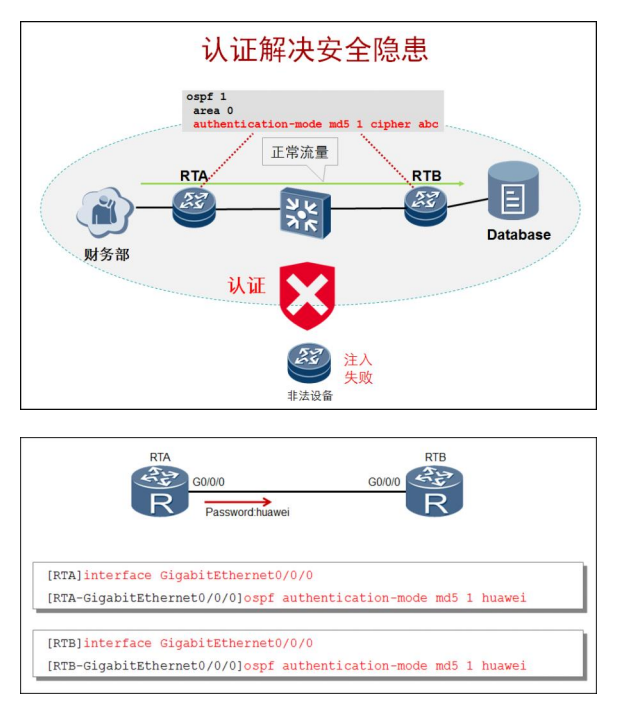 认证解决安全隐患
ospf 1
area 0
authentication-mode md5 1 cipher abc
正常流量
RTA
RTB
财务部
Database
认证
注入
失败
非法设备
RTA
RTB
G0/0/0
G0/0/0
R
R
Password:huawei
[RTA]interface GigabitEthernet0/0/0
[RTA-GigabitEthernet0/0/0]ospf authentication-mode md5 1 huawei
[RTB]interface GigabitEthernet0/0/0
[RTB-GigabitEthernet0/0/0]ospf authentication-mode md5 1 huawei